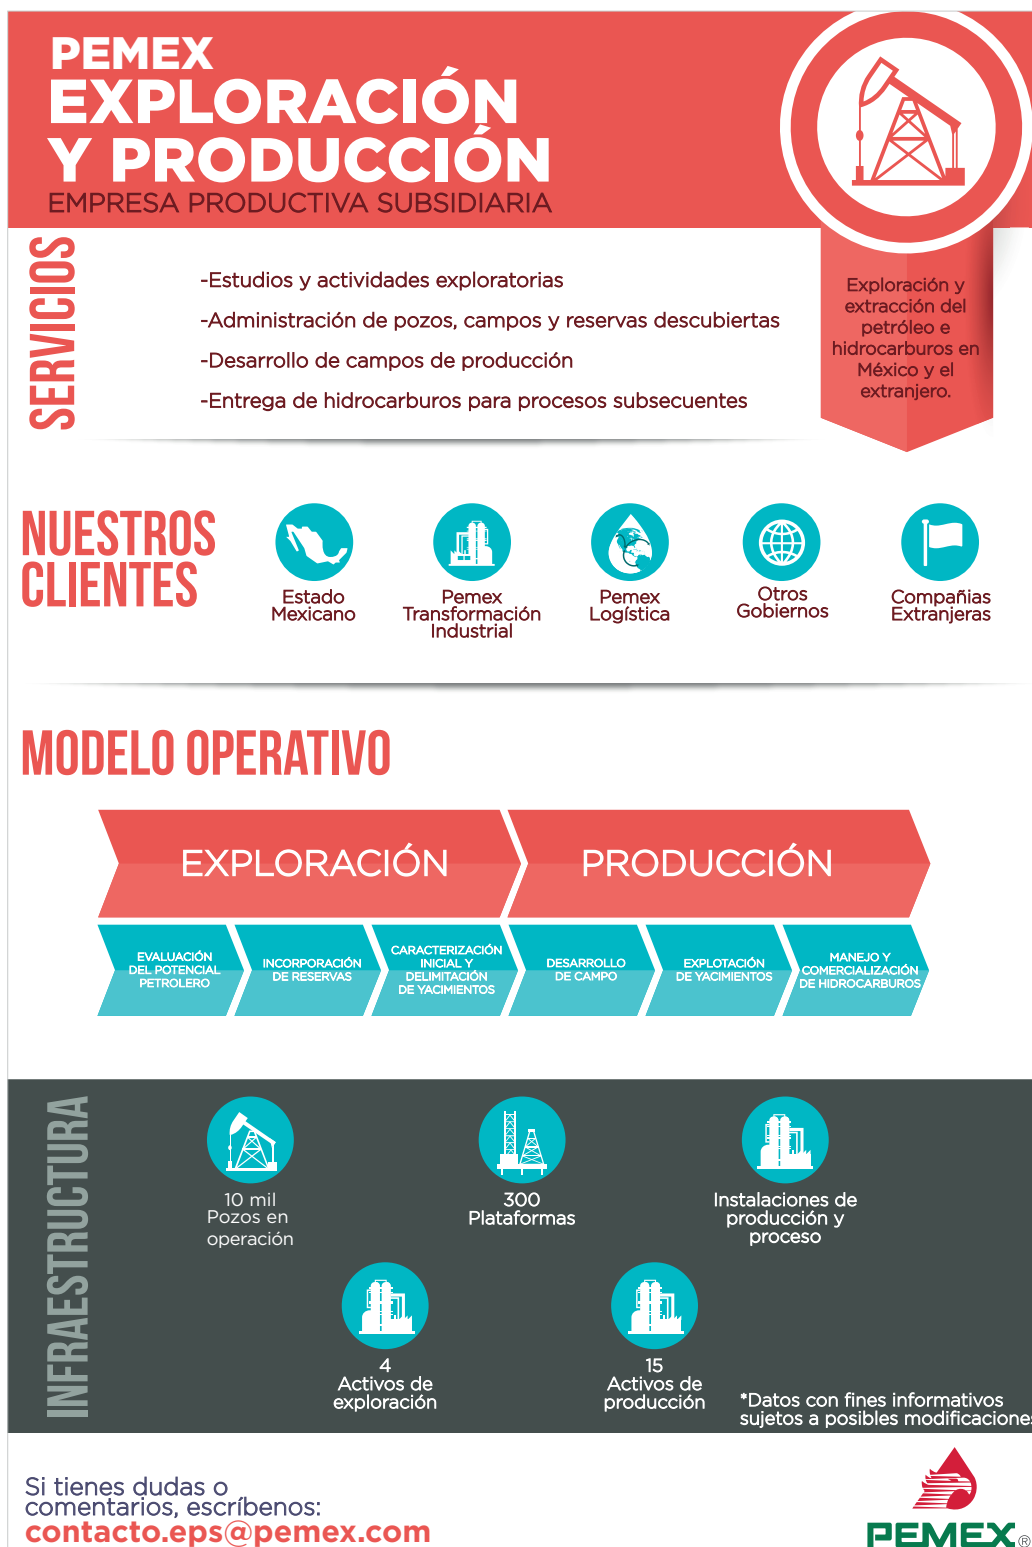 PEMEX
EXPLORACIÓN
Y PRODUCCIÓN
EMPRESA PRODUCTIVA SUBSIDIARIA
SERVICIOS
-Estudios y actividades exploratorias
-Administración de pozos, campos y reservas descubiertas
-Desarrollo de campos de producción
-Entrega de hidrocarburos para procesos subsecuentes
Exploración y
extracción del
petróleo e
hidrocarburos en
México y el
extranjero.
NUESTROS
CLIENTES
Estado
Mexicano
Pemex
Transformación
Industrial
Pemex
Logística
Otros
Gobiernos
Compañias
Extranjeras
MODELO OPERATIVO
EXPLORACIÓN
PRODUCCIÓN
EVALUACIÓN
DEL POTENCIAL
PETROLERO
INCORPORACIÓN
DE RESERVAS
CARACTERIZACIÓN
INICIAL Y
DELIMITACIÓN
DE YACIMIENTOS
DESARROLLO
DE CAMPO
EXPLOTACIÓN
DE YACIMIENTOS
MANEJO Y
COMERCIALIZACIÓN
DE HIDROCARBUROS
INFRAESTRUCTURA
10 mil
Pozos en
operación
300
Plataformas
Instalaciones de
producción y
proceso
4
Activos de
exploración
15
Activos de
producción
*Datos con fines informativos
sujetos a posibles modificaciones
Si tienes dudas o
comentarios, escríbenos:
contacto.eps@pemex.com
PEMEX®